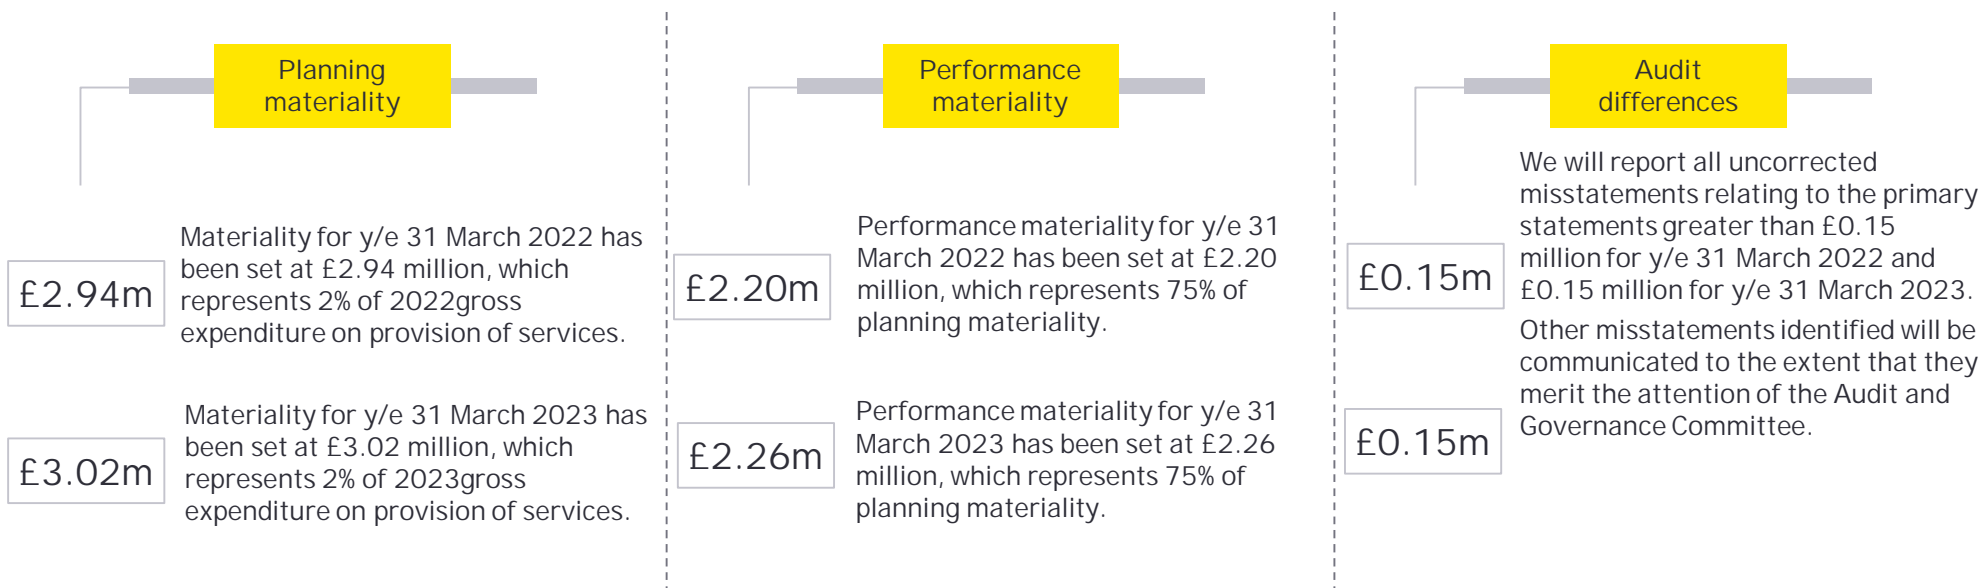 Planning
materiality
£2.94m
Materiality for y/e 31 March 2022 has
been set at £2.94 million, which
represents 2% of 2022gross
expenditure on provision of services.
£3.02m
Materiality for y/e 31 March 2023 has
been set at £3.02 million, which
represents 2% of 2023gross
expenditure on provision of services.
Performance
materiality
£2.20m
Performance materiality for y/e 31
March 2022 has been set at £2.20
million, which represents 75% of
planning materiality.
£2.26m
Performance materiality for y/e 31
March 2023 has been set at £2.26
million, which represents 75% of
planning materiality.
Audit
differences
£0.15m
£0.15m
We will report all uncorrected
misstatements relating to the primary
statements greater than £0.15
million for y/e 31 March 2022 and
£0.15 million for y/e 31 March 2023.
Other misstatements identified will be
communicated to the extent that they
merit the attention of the Audit and
Governance Committee.